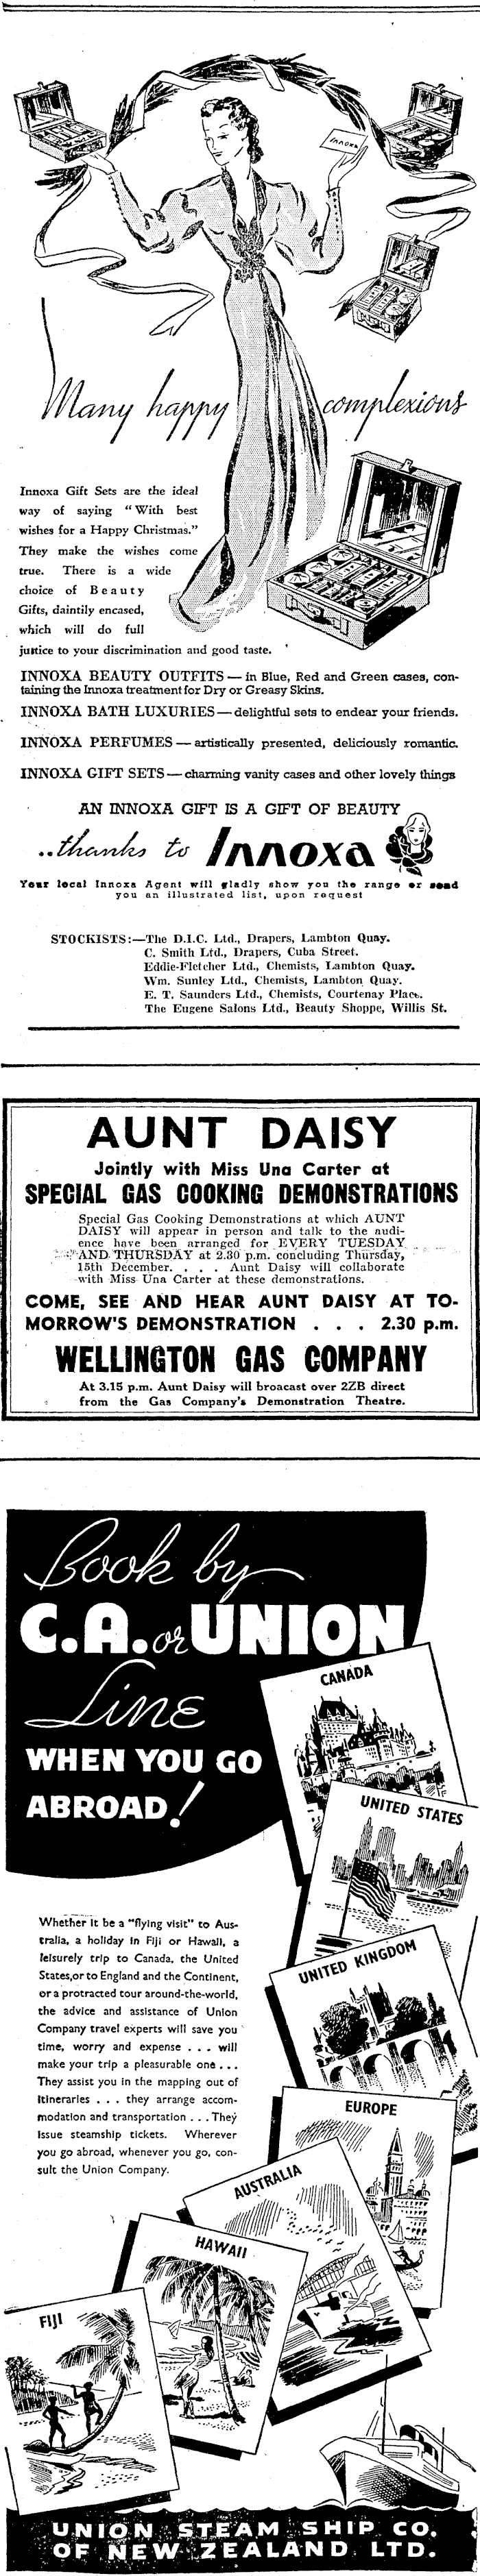 Innoxa
Many happy complexions
Innoxa Gift Sets are the ideal
way of saying "With best
wishes for a Happy Christmas."
They make the wishes come
true. There is a wide
choice of Beauty
Gifts, daintily encased,
which will do full
justice to your discrimination and good taste.
INNOXA BEAUTY OUTFITS — in Blue, Red and Green cases, con-
taining the Innoxa treatment for Dry or Greasy Skins.
INNOXA BATH LUXURIES — delightful sets to endear your friends.
INNOXA PERFUMES — artistically presented, deliciously romantic.
INNOXA GIFT SETS — charming vanity cases and other lovely things
AN INNOXA GIFT IS A GIFT OF BEAUTY
..thanks to Innoxa
Your local Innoxa Agent will gladly show you the range or send
you an illustrated list, upon request
STOCKISTS:—The D.I.C. Ltd., Drapers, Lambton Quay.
C. Smith Ltd., Drapers, Cuba Street.
Eddie-Fletcher Ltd., Chemists, Lambton Quay.
Wm. Sunley Ltd., Chemists, Lambton Quay.
E. T. Saunders Ltd., Chemists, Courtenay Place.
The Eugene Salons Ltd., Beauty Shoppe, Willis St.
AUNT DAISY
Jointly with Miss Una Carter at
SPECIAL GAS COOKING DEMONSTRATIONS
Special Gas Cooking Demonstrations at which AUNT
DAISY will appear in person and talk to the audi-
ence have been arranged for EVERY TUESDAY
AND THURSDAY at 2.30 p.m. concluding Thursday,
15th December. . . . Aunt Daisy will collaborate
with Miss Una Carter at these demonstrations.
COME, SEE AND HEAR AUNT DAISY AT TO-
MORROW'S DEMONSTRATION . . . 2.30 p.m.
WELLINGTON GAS COMPANY
At 3.15 p.m. Aunt Daisy will broacast over 2ZB direct
from the Gas Company's Demonstration Theatre.
Book by
C.A. or UNION
Line
WHEN YOU GO
ABROAD!
CANADA
UNITED STATES
UNITED KINGDOM
EUROPE
AUSTRALIA
HAWAII
FIJI
Whether it be a "flying visit" to Aus-
tralia, a holiday in Fiji or Hawaii, a
leisurely trip to Canada, the United
States, or to England and the Continent,
or a protracted tour around-the-world,
the advice and assistance of Union
Company travel experts will save you
time, worry and expense . . . will
make your trip a pleasurable one . . .
They assist you in the mapping out of
itineraries . . . they arrange accom-
modation and transportation . . . They
issue steamship tickets. Wherever
you go abroad, whenever you go, con-
sult the Union Company.
UNION STEAM SHIP CO.
OF NEW ZEALAND LTD.